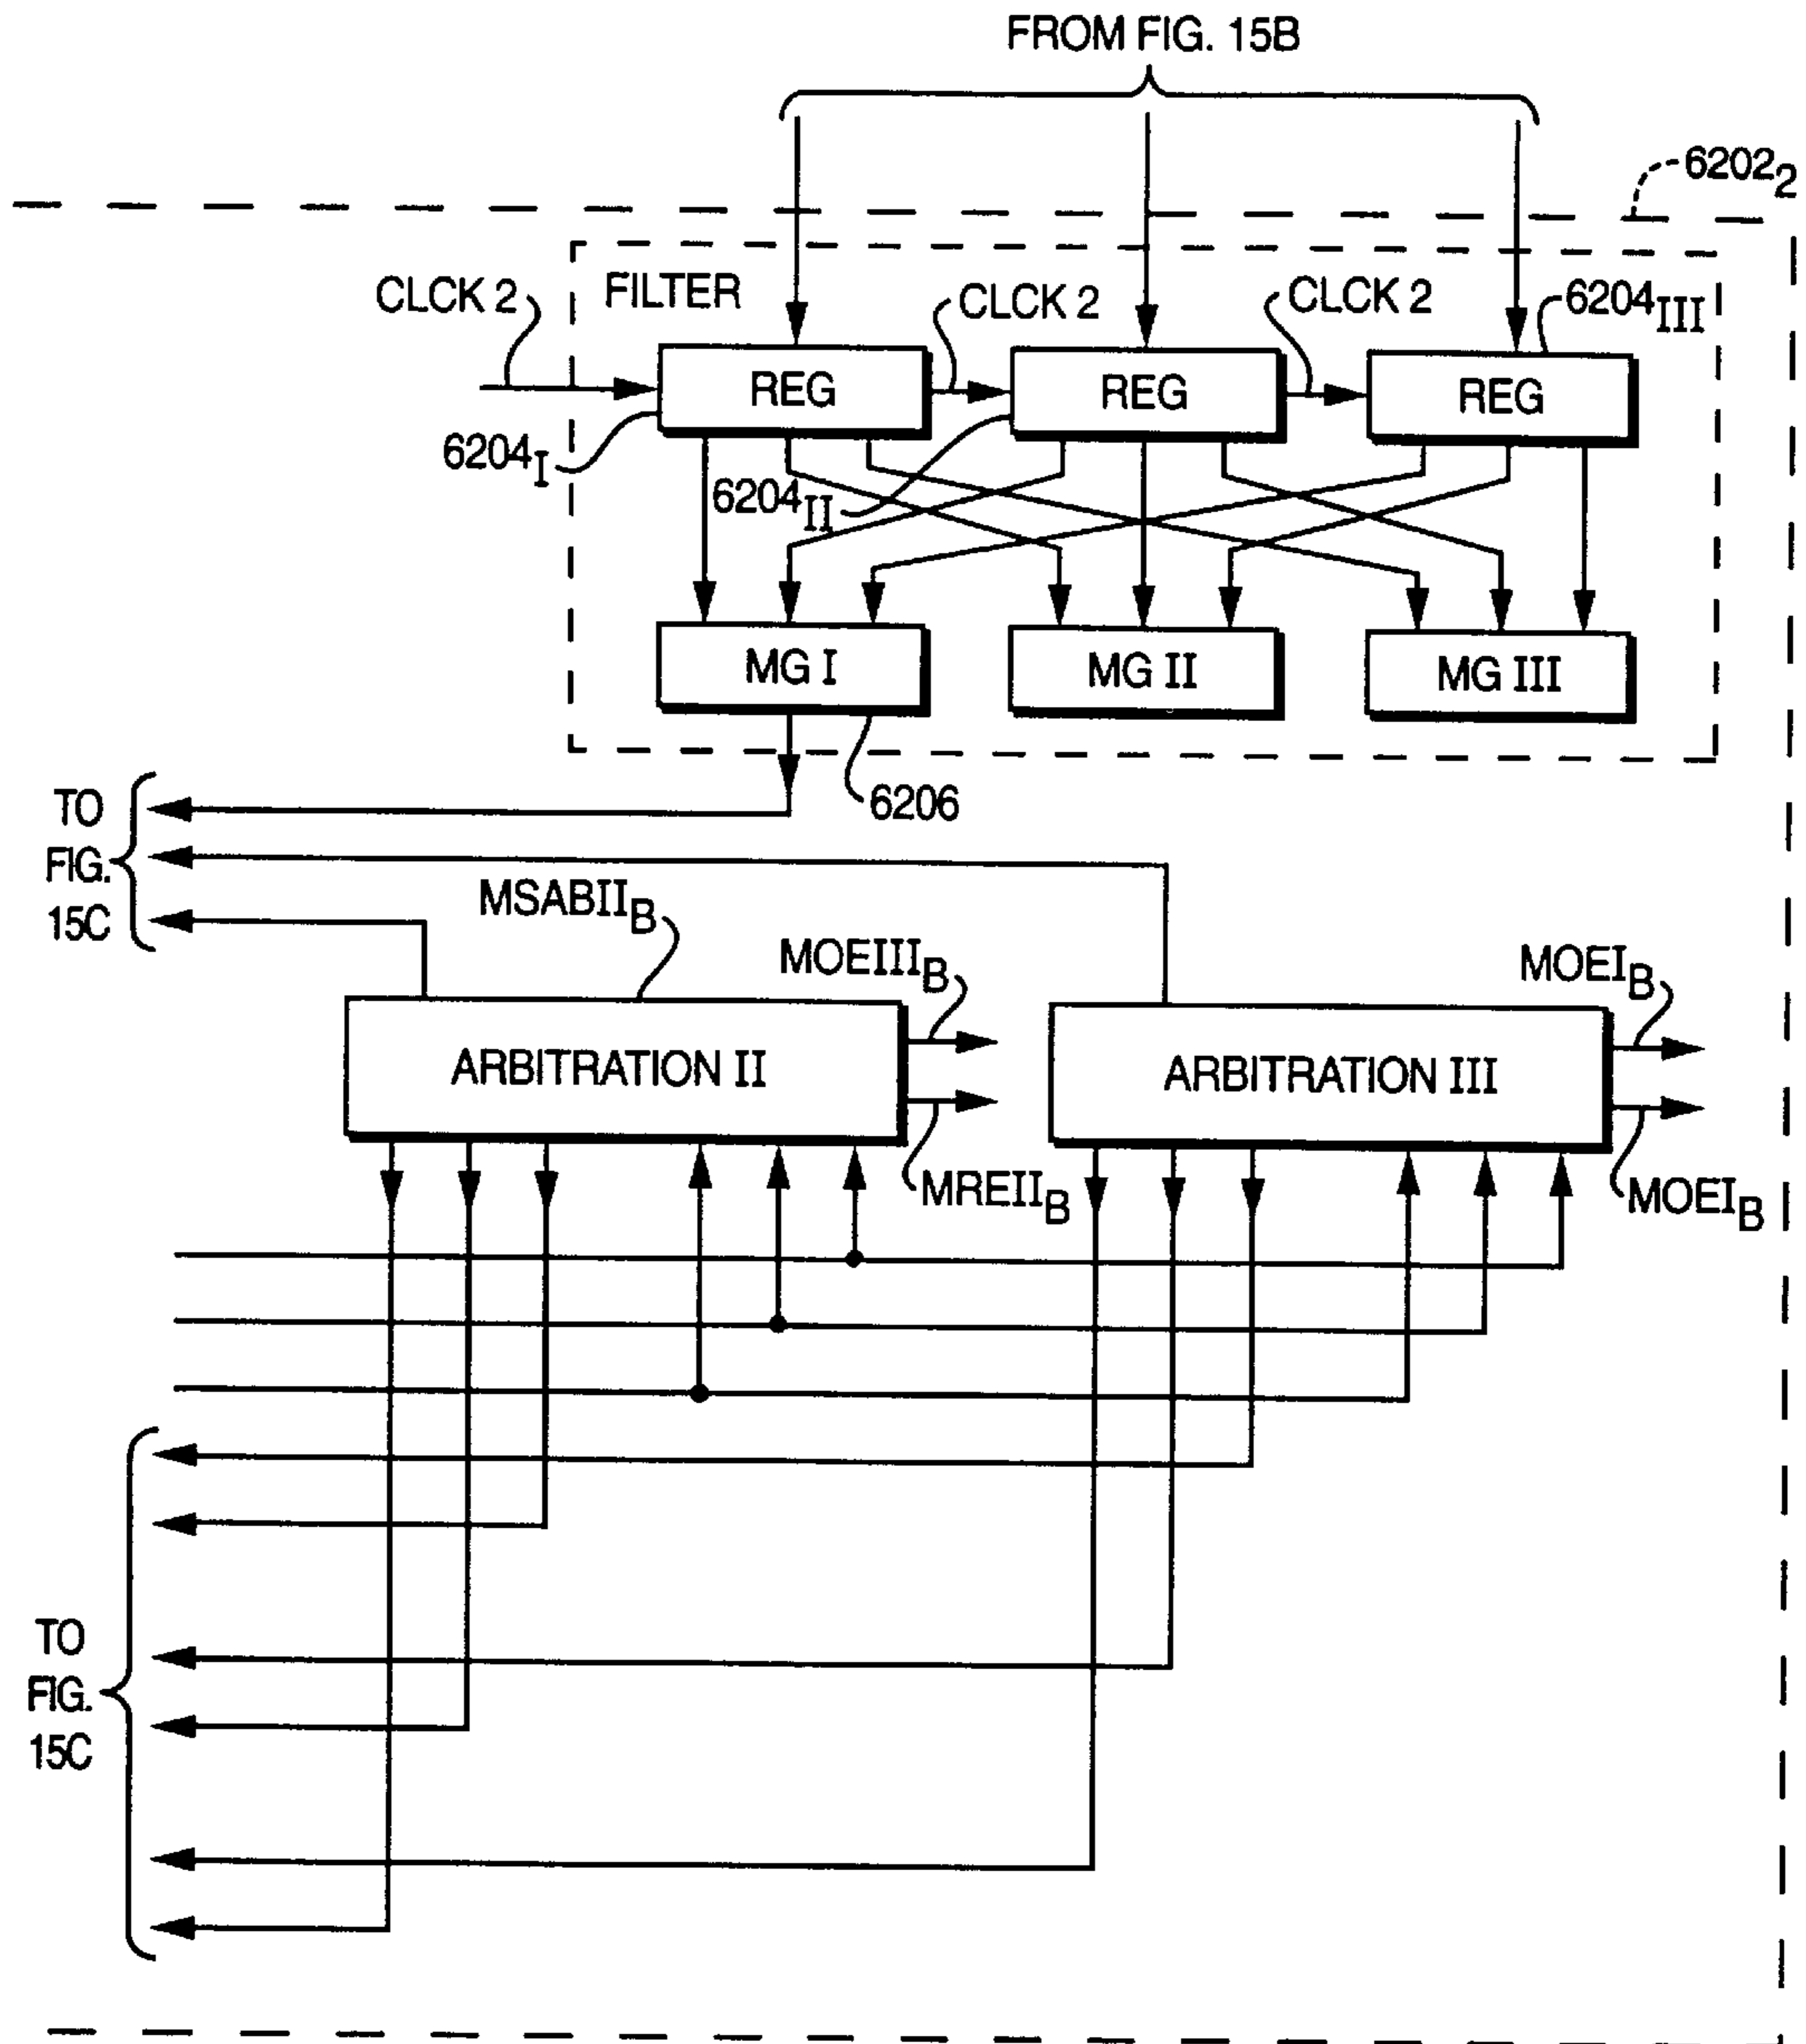 FROM FIG. 15B
6202₂
CLCK 2
FILTER
CLCK 2
CLCK 2
6204III
REG
REG
REG
6204I
6204II
MG I
MG II
MG III
6206
TO
FIG.
15C
MSABIIB
MOEIIIB
MOEIB
ARBITRATION II
ARBITRATION III
MREIIB
MOEIB
TO
FIG.
15C